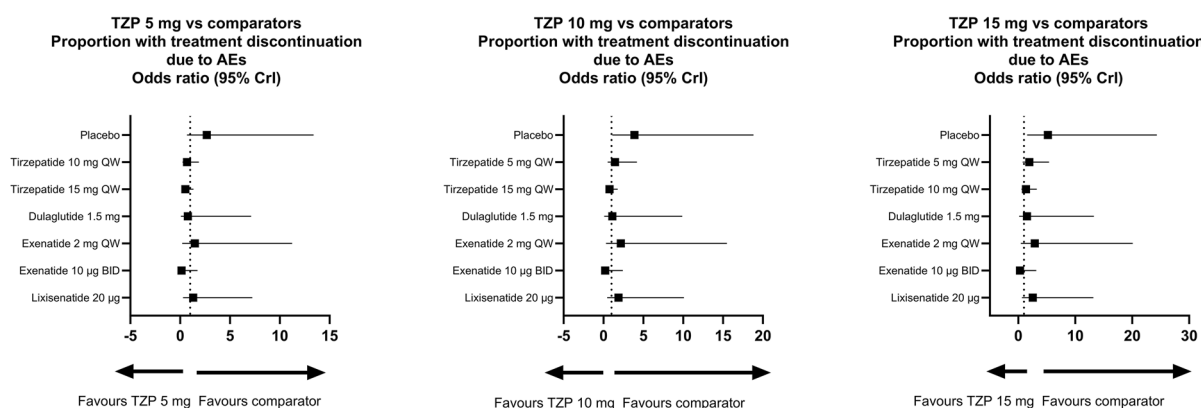 TZP 5 mg vs comparators
Proportion with treatment discontinuation
due to AEs
Odds ratio (95% CrI)
Placebo
Tirzepatide 10 mg QW
Tirzepatide 15 mg QW
Dulaglutide 1.5 mg
Exenatide 2 mg QW
Exenatide 10 µg BID
Lixisenatide 20 µg
-5 0 5 10 15
Favours TZP 5 mg Favours comparator
TZP 10 mg vs comparators
Proportion with treatment discontinuation
due to AEs
Odds ratio (95% CrI)
Placebo
Tirzepatide 5 mg QW
Tirzepatide 15 mg QW
Dulaglutide 1.5 mg
Exenatide 2 mg QW
Exenatide 10 µg BID
Lixisenatide 20 µg
-5 0 5 10 15 20
Favours TZP 10 mg Favours comparator
TZP 15 mg vs comparators
Proportion with treatment discontinuation
due to AEs
Odds ratio (95% CrI)
Placebo
Tirzepatide 5 mg QW
Tirzepatide 10 mg QW
Dulaglutide 1.5 mg
Exenatide 2 mg QW
Exenatide 10 µg BID
Lixisenatide 20 µg
0 10 20 30
Favours TZP 15 mg Favours comparator